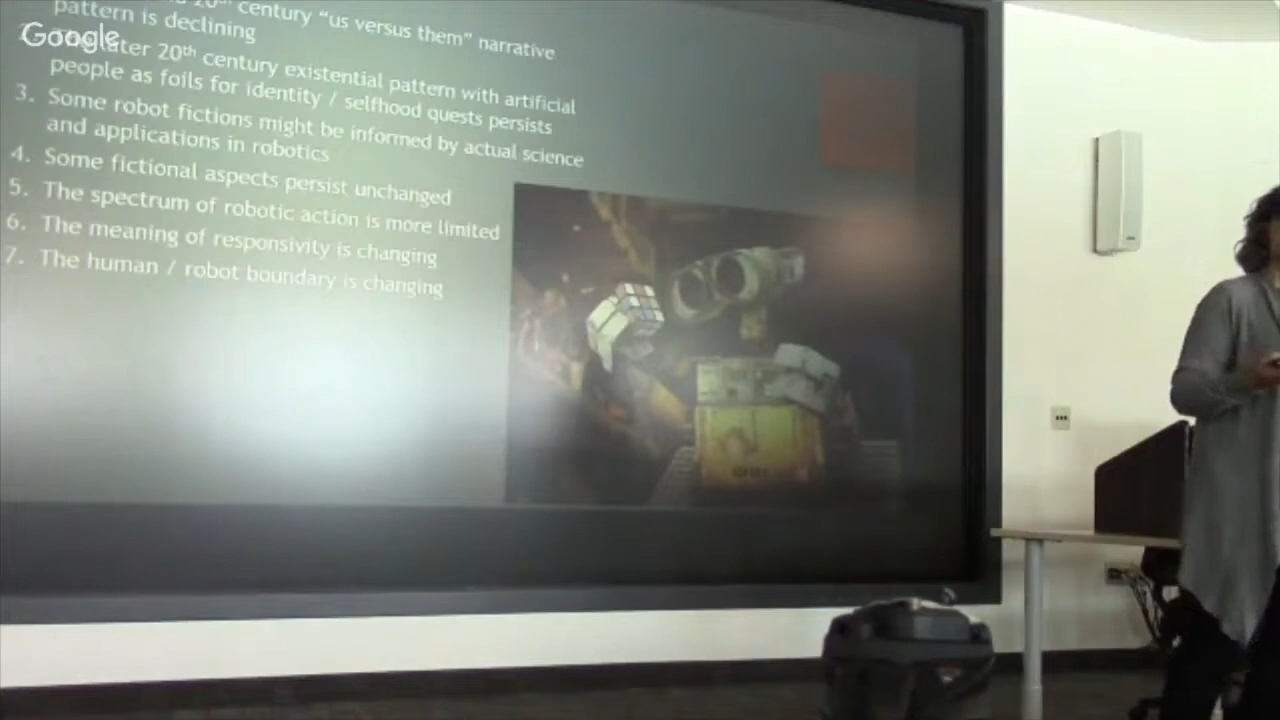 20th century “us versus them” narrative
pattern is declining
Google
later 20th century existential pattern with artificial
people as foils for identity / selfhood quests persists
3. Some robot fictions might be informed by actual science
and applications in robotics
4. Some fictional aspects persist unchanged
5. The spectrum of robotic action is more limited
6. The meaning of responsivity is changing
7. The human / robot boundary is changing